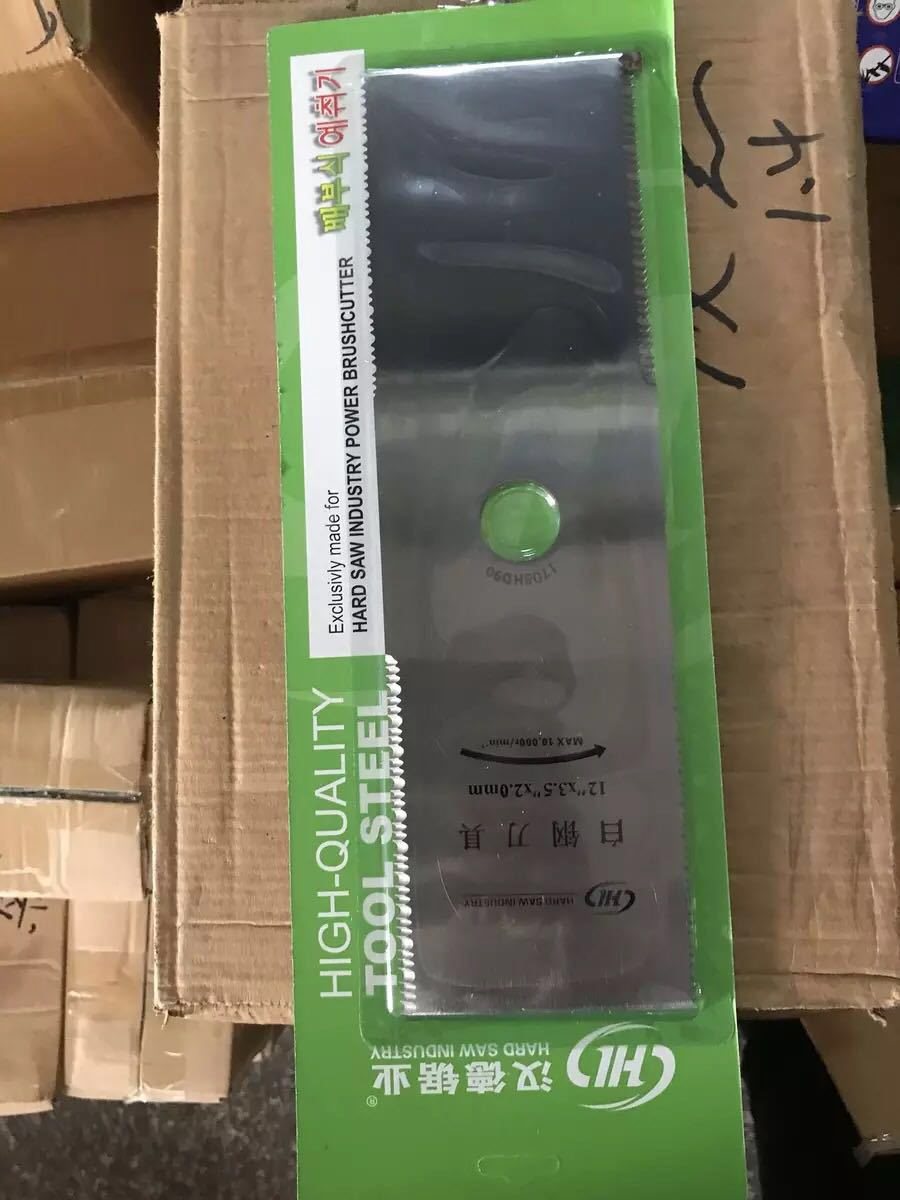 배부식 예취기
Exclusivly made for
HARD SAW INDUSTRY POWER BRUSHCUTTER
HIGH-QUALITY
TOOL STEEL
1708HD90
MAX 10,000r/min⁻¹
12"x3.5"x2.0mm
白钢刀具
HARD SAW INDUSTRY
汉德锯业®
HARD SAW INDUSTRY